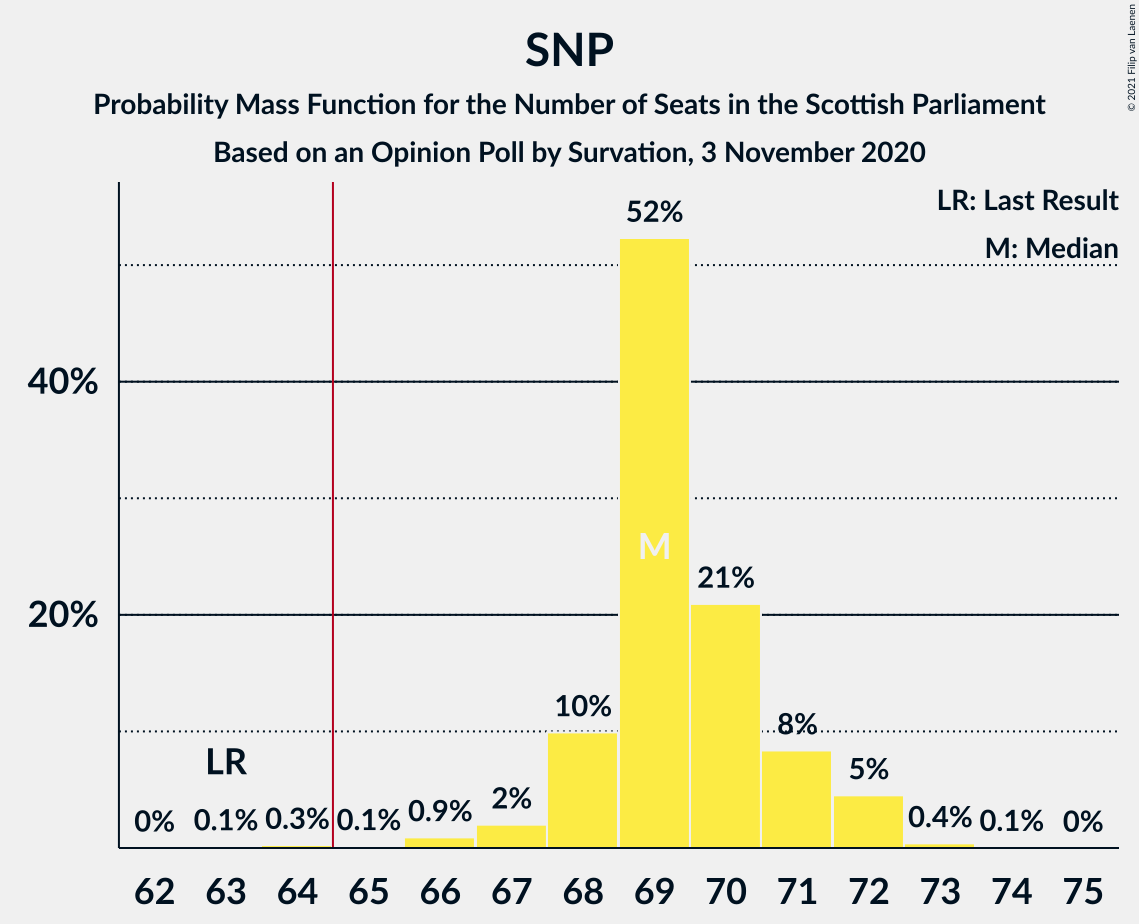 SNP
Probability Mass Function for the Number of Seats in the Scottish Parliament
Based on an Opinion Poll by Survation, 3 November 2020
© 2021 Filip van Laenen
LR: Last Result
M: Median
40%
20%
0%
0.1%
0.3%
0.1%
0.9%
2%
10%
52%
21%
8%
5%
0.4%
0.1%
0%
LR
M
62 63 64 65 66 67 68 69 70 71 72 73 74 75